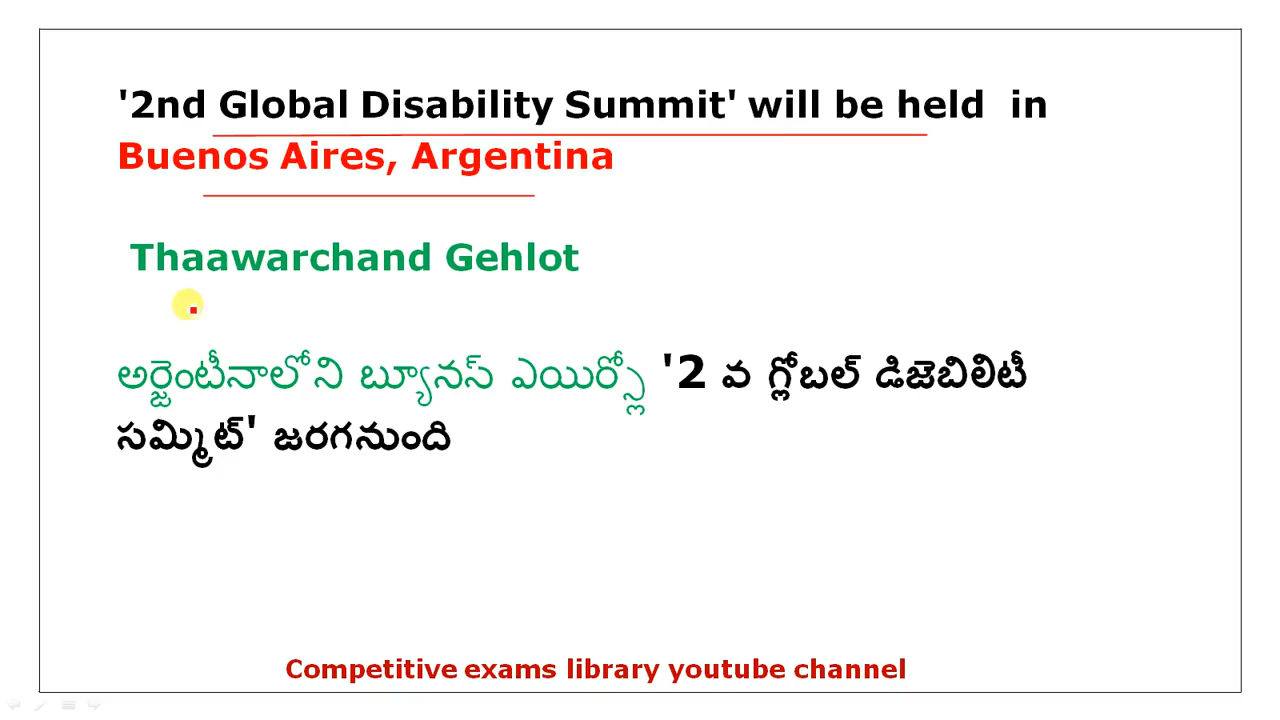 '2nd Global Disability Summit' will be held in
Buenos Aires, Argentina
Thaawarchand Gehlot
అర్జెంటీనాలోని బ్యూనస్ ఎయిర్స్లో '2 వ గ్లోబల్ డిజెబిలిటీ
సమ్మిట్' జరగనుంది
Competitive exams library youtube channel